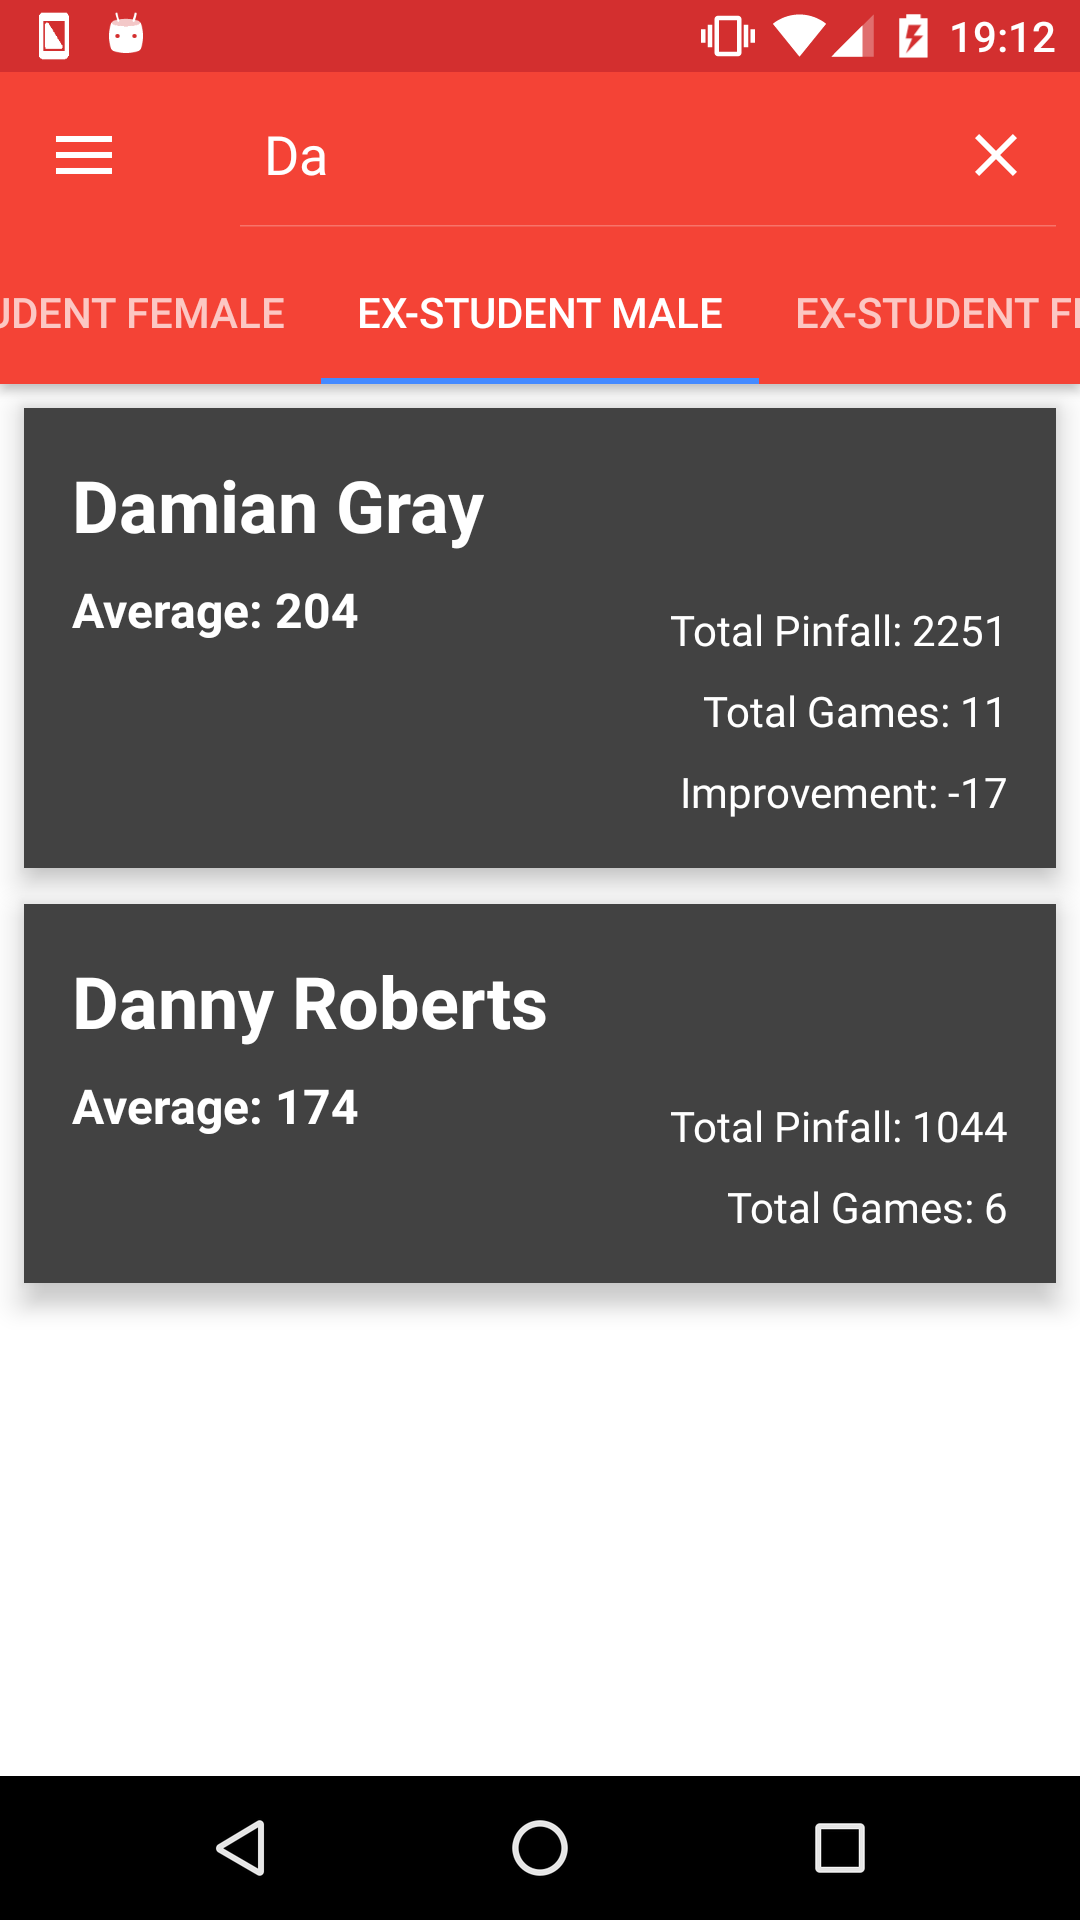 19:12
Da
UDENT FEMALE EX-STUDENT MALE EX-STUDENT F
Damian Gray
Average: 204
Total Pinfall: 2251
Total Games: 11
Improvement: -17
Danny Roberts
Average: 174
Total Pinfall: 1044
Total Games: 6